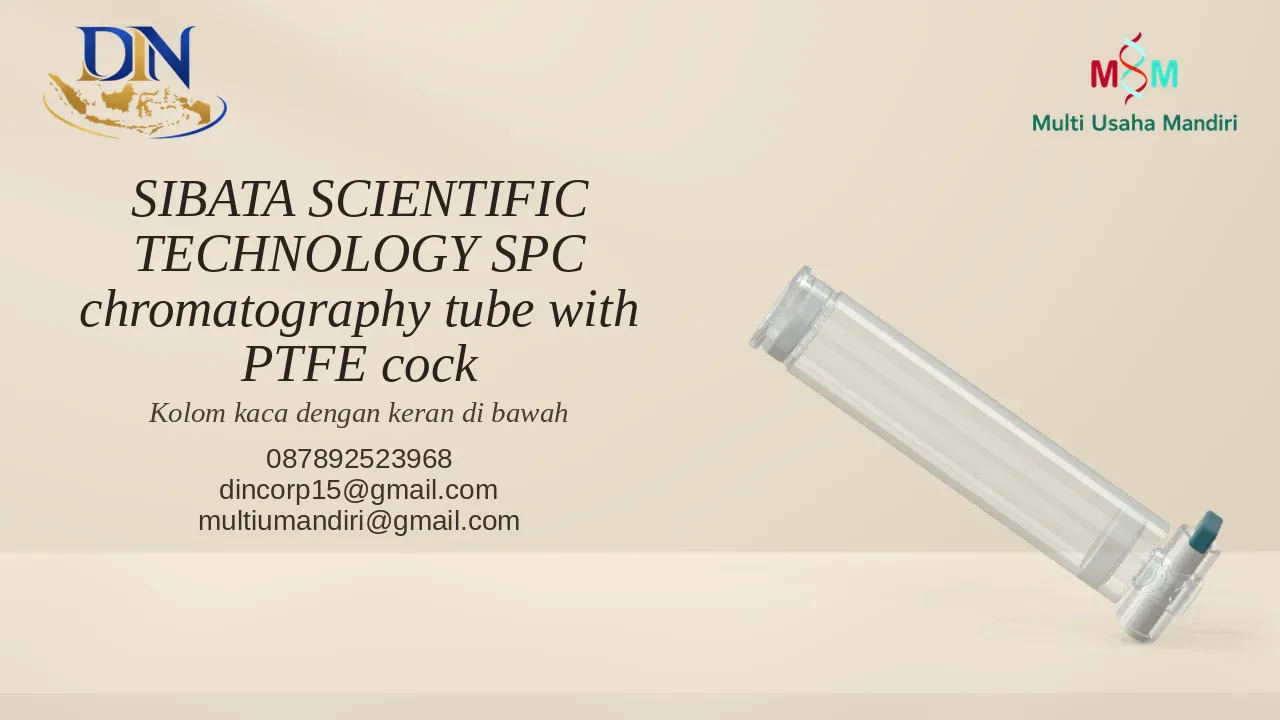 DIN
M M
Multi Usaha Mandiri
SIBATA SCIENTIFIC
TECHNOLOGY SPC
chromatography tube with
PTFE cock
Kolom kaca dengan keran di bawah
087892523968
dincorp15@gmail.com
multiumandiri@gmail.com